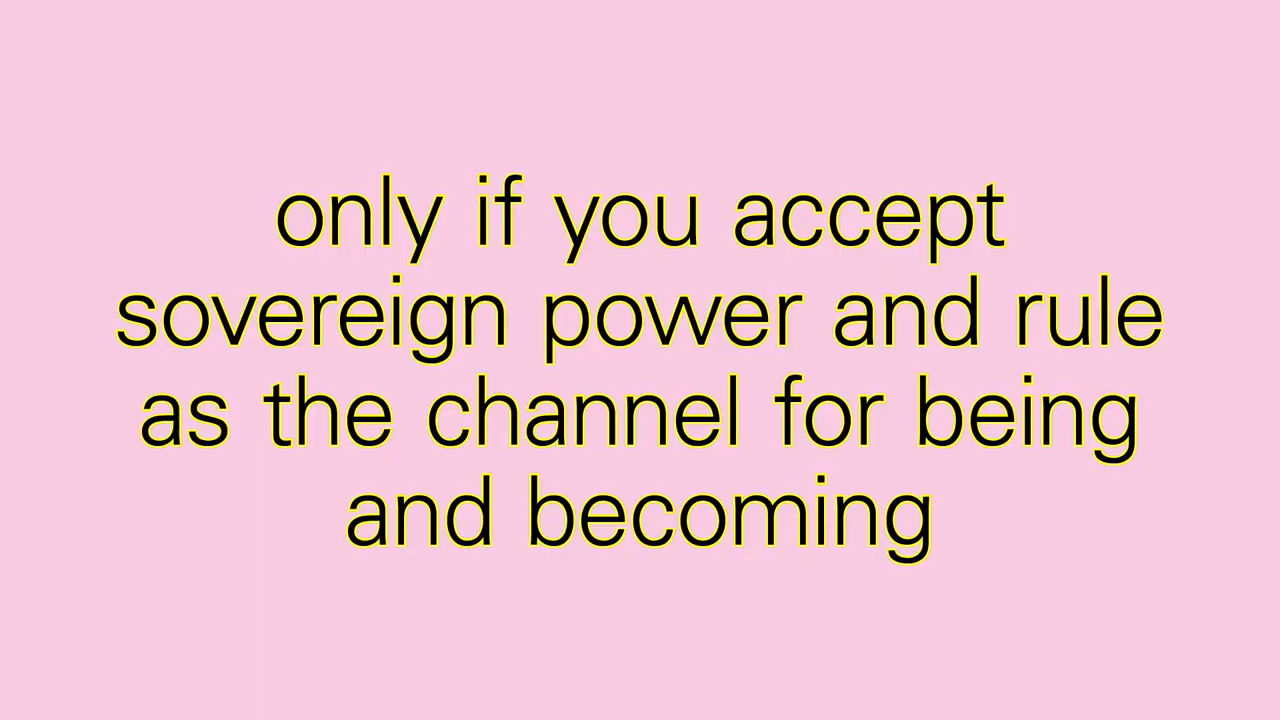 only if you accept
sovereign power and rule
as the channel for being
and becoming